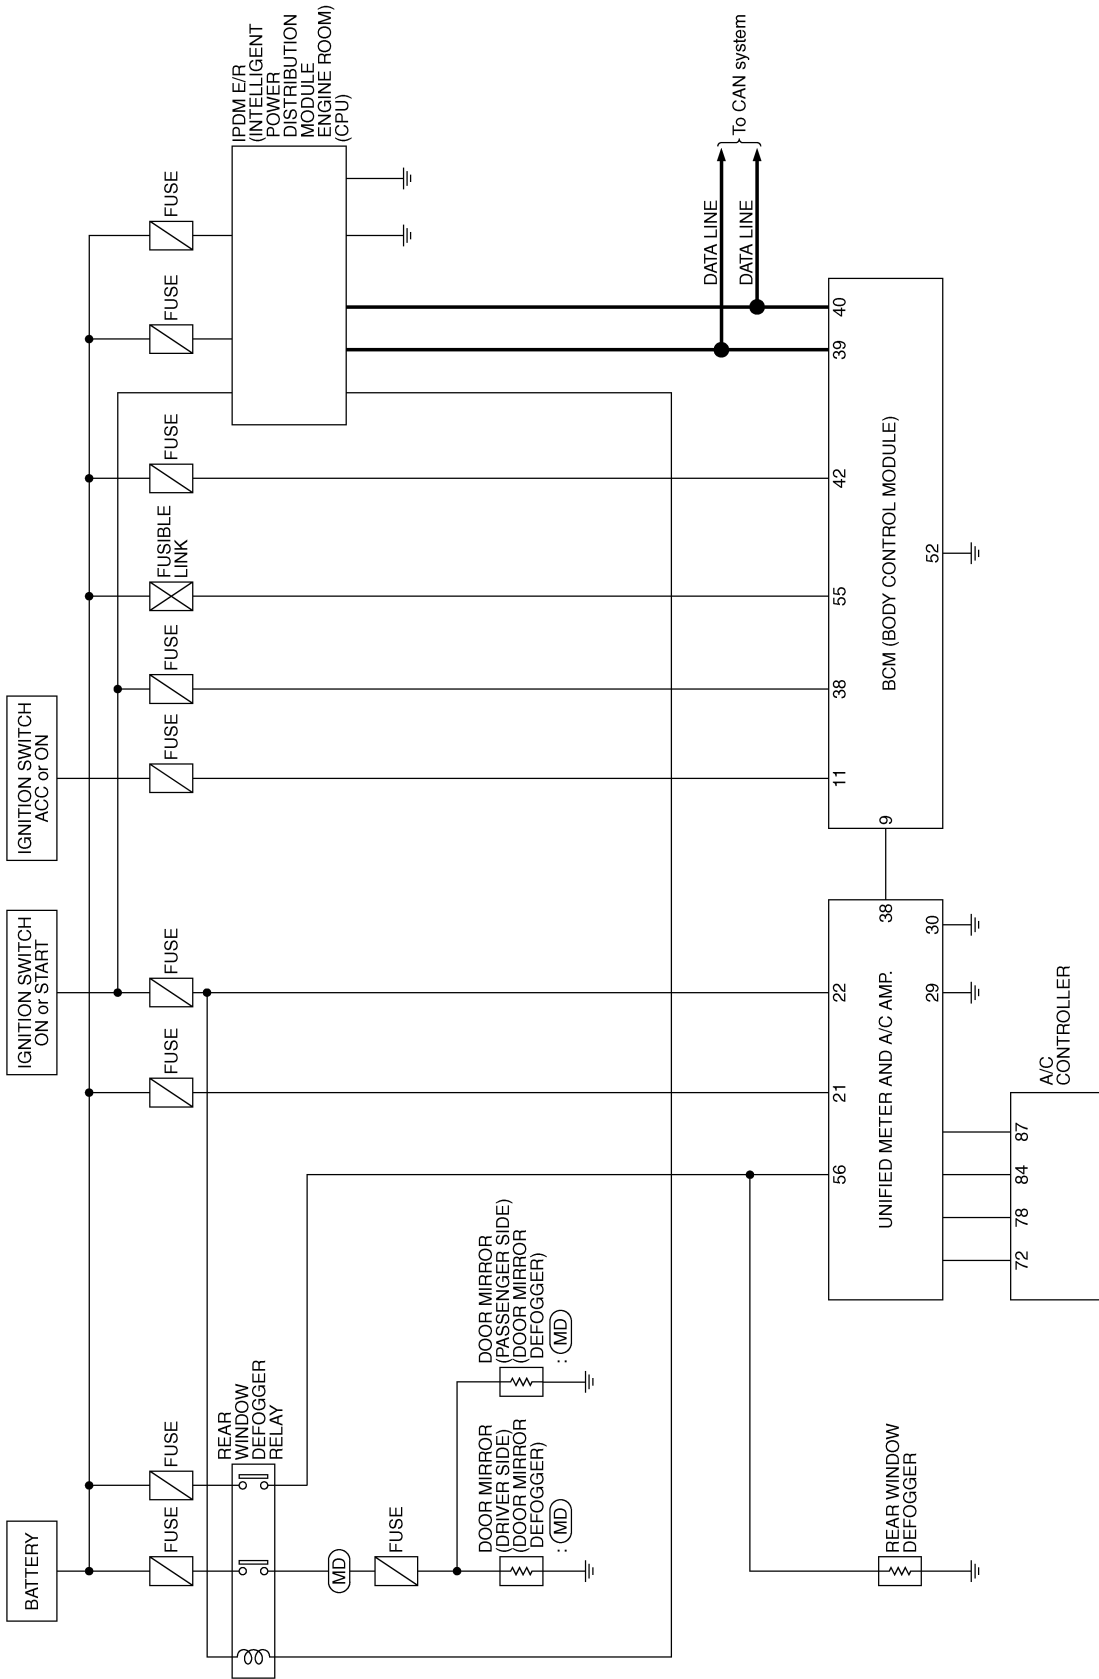 BATTERY
IGNITION SWITCH
ON or START
IGNITION SWITCH
ACC or ON
FUSE
FUSE
FUSE
FUSE
FUSE
FUSE
FUSIBLE
LINK
FUSE
FUSE
FUSE
REAR
WINDOW
DEFOGGER
RELAY
IPDM E/R
(INTELLIGENT
POWER
DISTRIBUTION
MODULE
ENGINE ROOM)
(CPU)
MD
FUSE
DOOR MIRROR
(DRIVER SIDE)
(DOOR MIRROR
DEFOGGER)
: MD
DOOR MIRROR
(PASSENGER SIDE)
(DOOR MIRROR
DEFOGGER)
: MD
DATA LINE
DATA LINE
To CAN system
56
21
22
11
38
55
42
39
40
UNIFIED METER AND A/C AMP.
38
9
BCM (BODY CONTROL MODULE)
29
30
52
REAR WINDOW
DEFOGGER
72
78
84
87
A/C
CONTROLLER